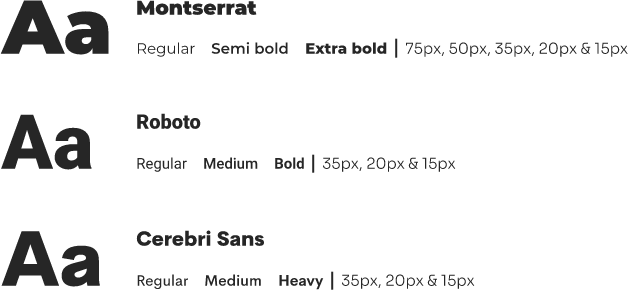 Aa
Montserrat
Regular Semi bold Extra bold | 75px, 50px, 35px, 20px & 15px
Aa
Roboto
Regular Medium Bold | 35px, 20px & 15px
Aa
Cerebri Sans
Regular Medium Heavy | 35px, 20px & 15px